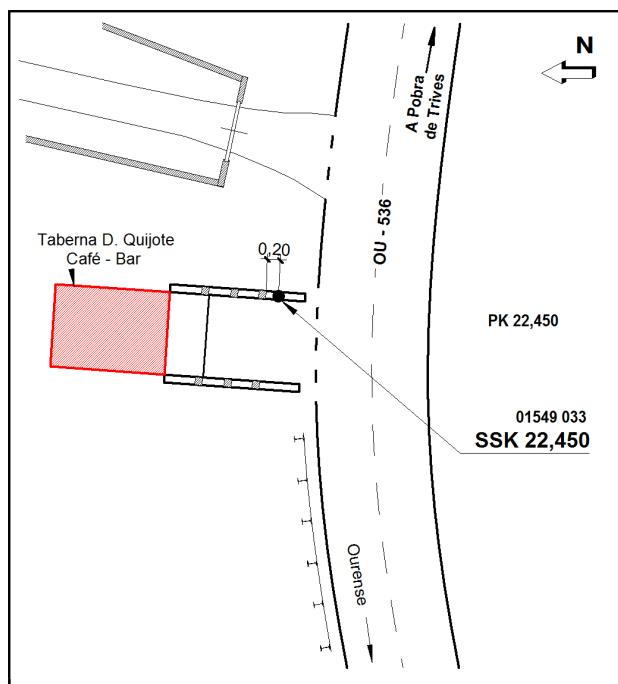 N
A Pobra
de Trives
OU - 536
Taberna D. Quijote
Café - Bar
0,20
PK 22,450
01549 033
SSK 22,450
Ourense